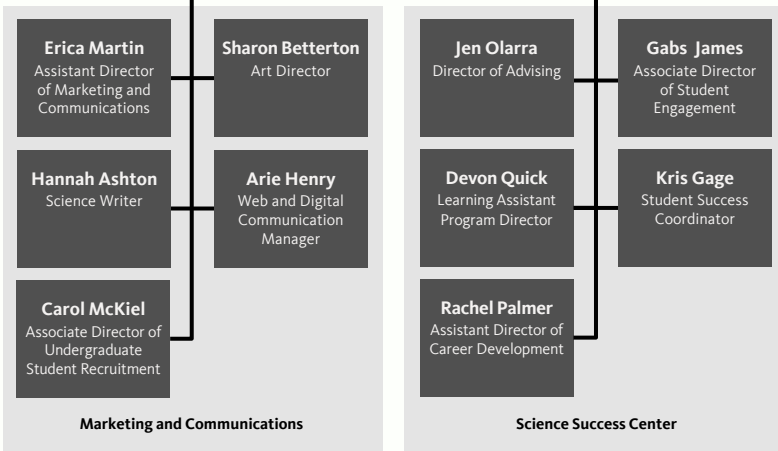 Erica Martin
Assistant Director
of Marketing and
Communications
Sharon Betterton
Art Director
Hannah Ashton
Science Writer
Arie Henry
Web and Digital
Communication
Manager
Carol McKiel
Associate Director of
Undergraduate
Student Recruitment
Marketing and Communications
Jen Olarra
Director of Advising
Gabs James
Associate Director
of Student
Engagement
Devon Quick
Learning Assistant
Program Director
Kris Gage
Student Success
Coordinator
Rachel Palmer
Assistant Director of
Career Development
Science Success Center